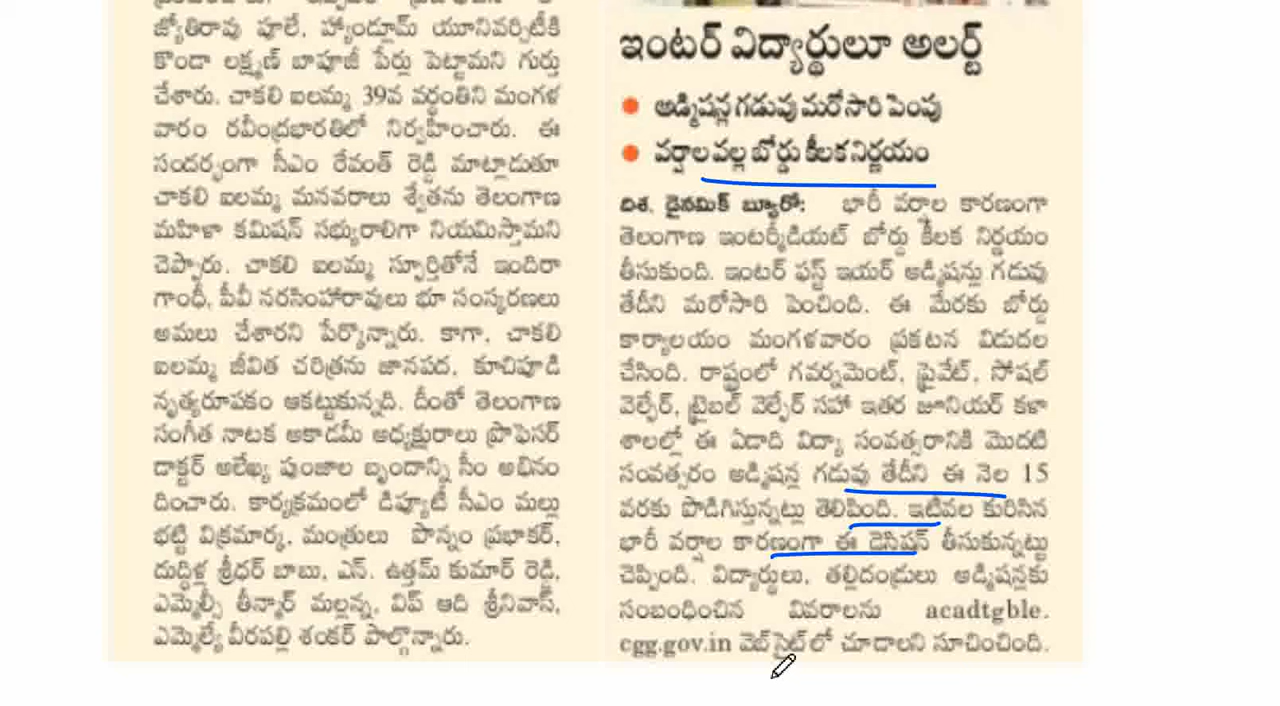 జ్యోతిరావు పూలే, హ్యాండ్లూమ్ యూనివర్సిటీకి
కొండా లక్ష్మణ్ బాపూజీ పేర్లు పెట్టామని గుర్తు
చేశారు. చాకలి ఐలమ్మ 39వ వర్ధంతిని మంగళ
వారం రవీంద్రభారతిలో నిర్వహించారు. ఈ
సందర్భంగా సీఎం రేవంత్ రెడ్డి మాట్లాడుతూ
చాకలి ఐలమ్మ మనవరాలు శ్వేతను తెలంగాణ
మహిళా కమిషన్ సభ్యురాలిగా నియమిస్తామని
చెప్పారు. చాకలి ఐలమ్మ స్ఫూర్తితోనే ఇందిరా
గాంధీ, పీవీ నరసింహారావులు భూ సంస్కరణలు
అమలు చేశారని పేర్కొన్నారు. కాగా, చాకలి
ఐలమ్మ జీవిత చరిత్రను జానపద, కూచిపూడి
నృత్యరూపకం ఆకట్టుకున్నది. దీంతో తెలంగాణ
సంగీత నాటక అకాడమీ అధ్యక్షురాలు ప్రొఫెసర్
డాక్టర్ అలేఖ్య పుంజాల బృందాన్ని సీం అభినం
దించారు. కార్యక్రమంలో డిప్యూటీ సీఎం మల్లు
భట్టి విక్రమార్క, మంత్రులు పొన్నం ప్రభాకర్,
దుద్దిళ్ల శ్రీధర్ బాబు, ఎన్. ఉత్తమ్ కుమార్ రెడ్డి,
ఎమ్మెల్సీ తీన్మార్ మల్లన్న, విప్ ఆది శ్రీనివాస్,
ఎమ్మెల్యే వీరపల్లి శంకర్ పాల్గొన్నారు.
ఇంటర్ విద్యార్థులూ అలర్ట్
● అడ్మిషన్ల గడువు మరోసారి పెంపు
● వర్షాల వల్ల బోర్డు కీలక నిర్ణయం
దిశ, డైనమిక్ బ్యూరో: భారీ వర్షాల కారణంగా
తెలంగాణ ఇంటర్మీడియట్ బోర్డు కీలక నిర్ణయం
తీసుకుంది. ఇంటర్ ఫస్ట్ ఇయర్ అడ్మిషన్లు గడువు
తేదీని మరోసారి పెంచింది. ఈ మేరకు బోర్డు
కార్యాలయం మంగళవారం ప్రకటన విడుదల
చేసింది. రాష్ట్రంలో గవర్నమెంట్, ప్రైవేట్, సోషల్
వెల్ఫేర్, ట్రైబల్ వెల్ఫేర్ సహా ఇతర జూనియర్ కళా
శాలల్లో ఈ ఏడాది విద్యా సంవత్సరానికి మొదటి
సంవత్సరం అడ్మిషన్ల గడువు తేదీని ఈ నెల 15
వరకు పొడిగిస్తున్నట్లు తెలిపింది. ఇటీవల కురిసిన
భారీ వర్షాల కారణంగా ఈ డెసిషన్ తీసుకున్నట్టు
చెప్పింది. విద్యార్థులు, తల్లిదండ్రులు అడ్మిషన్లకు
సంబంధించిన వివరాలను acadtgble.
cgg.gov.in వెబ్‌సైట్‌లో చూడాలని సూచించింది.